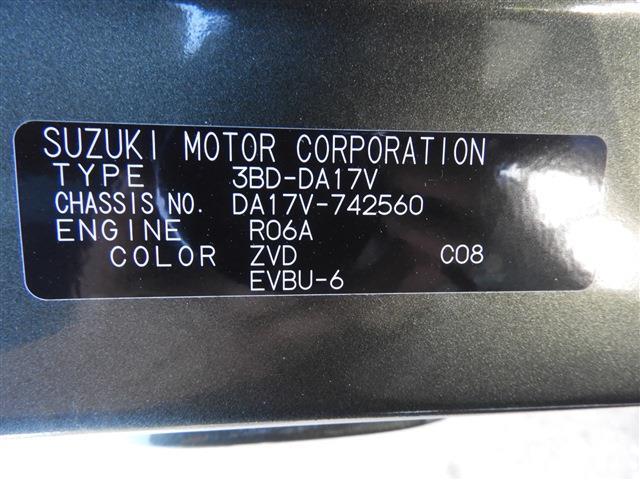 SUZUKI MOTOR CORPORATION
TYPE 3BD-DA17V
CHASSIS NO. DA17V-742560
ENGINE R06A
COLOR ZVD C08
EVBU-6